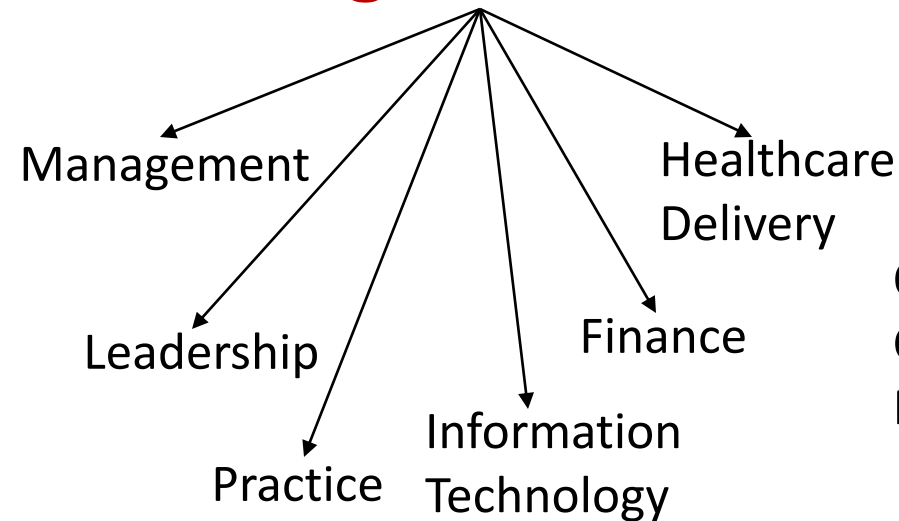 Management
Healthcare
Delivery
Leadership
Finance
Information
Technology
Practice